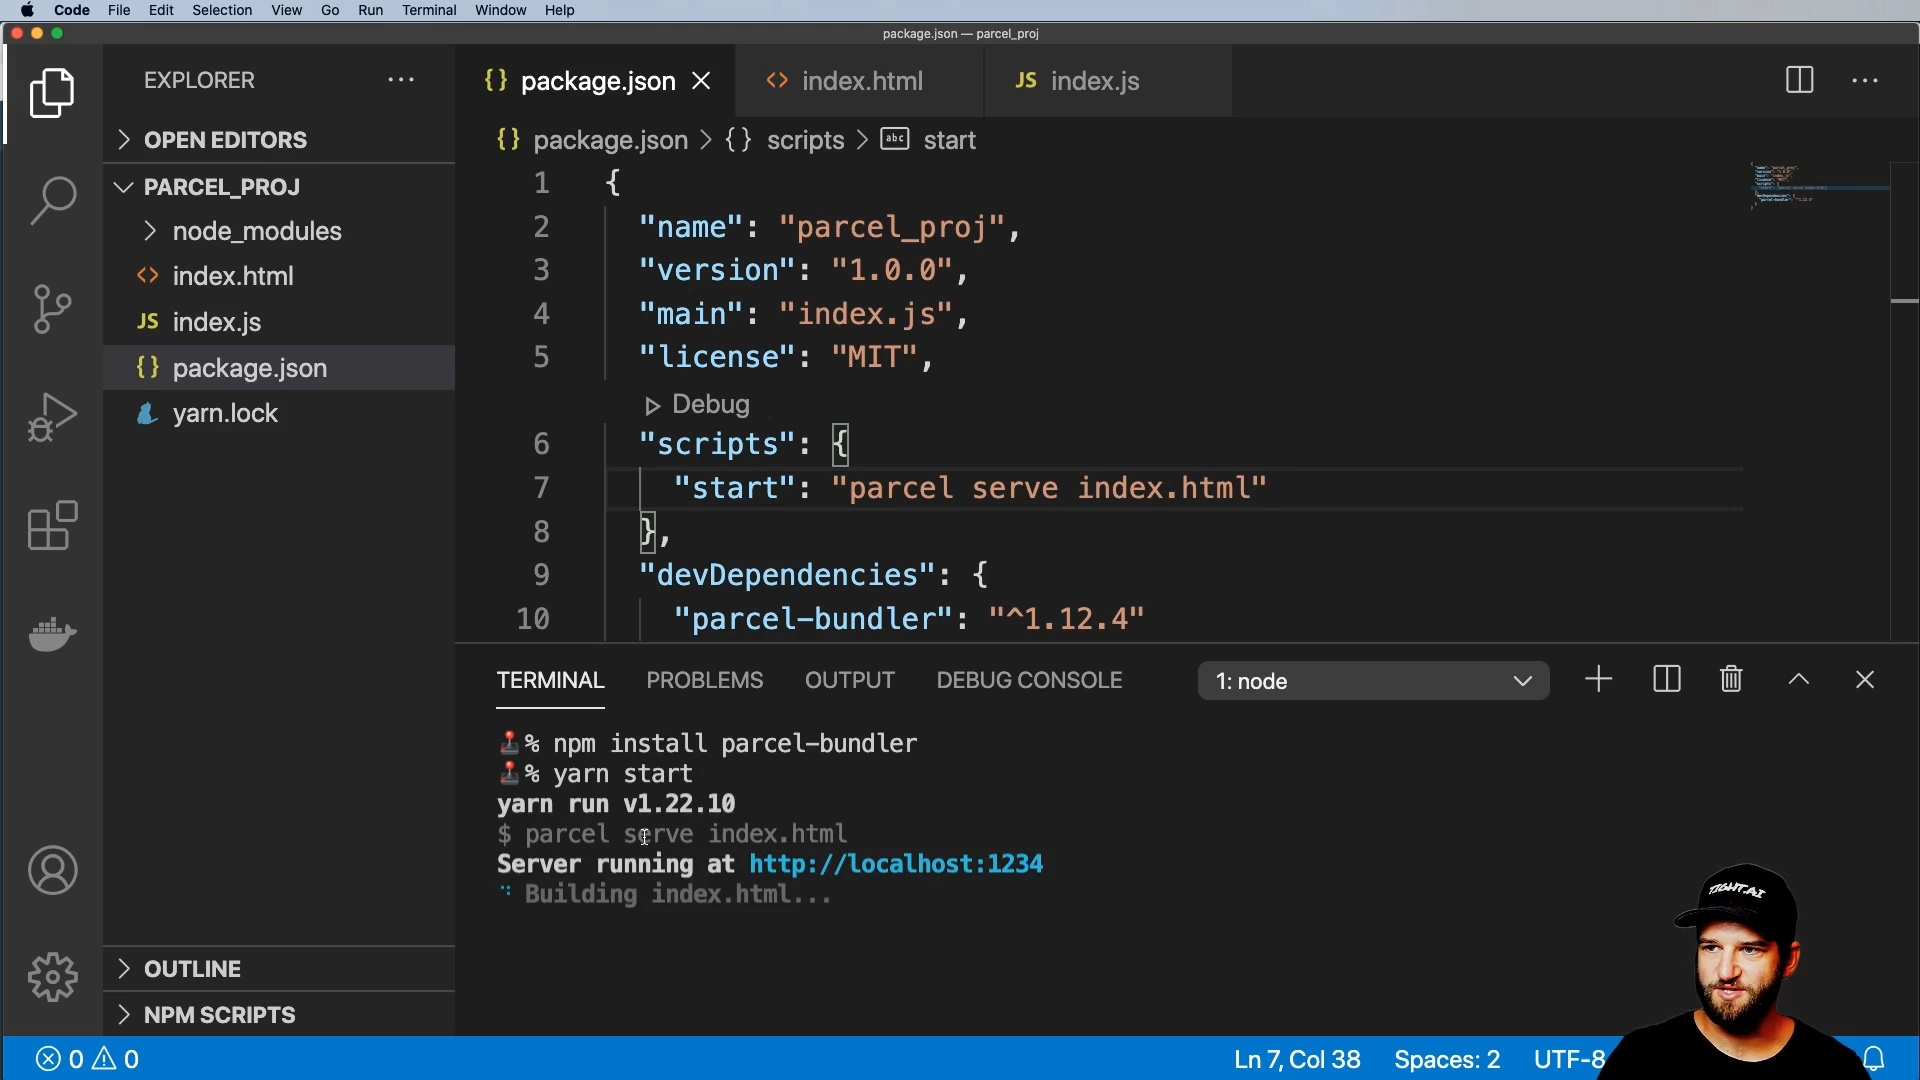 Code File Edit Selection View Go Run Terminal Window Help
package.json — parcel_proj
EXPLORER
OPEN EDITORS
PARCEL_PROJ
node_modules
index.html
JS index.js
{} package.json
yarn.lock
OUTLINE
NPM SCRIPTS
{} package.json
<> index.html
JS index.js
{} package.json > {} scripts > abc start
1 {
2 "name": "parcel_proj",
3 "version": "1.0.0",
4 "main": "index.js",
5 "license": "MIT",
Debug
6 "scripts": {
7 "start": "parcel serve index.html"
8 },
9 "devDependencies": {
10 "parcel-bundler": "^1.12.4"
TERMINAL PROBLEMS OUTPUT DEBUG CONSOLE 1: node
% npm install parcel-bundler
% yarn start
yarn run v1.22.10
$ parcel serve index.html
Server running at http://localhost:1234
Building index.html...
TIGHT.AI
0 0 Ln 7, Col 38 Spaces: 2 UTF-8